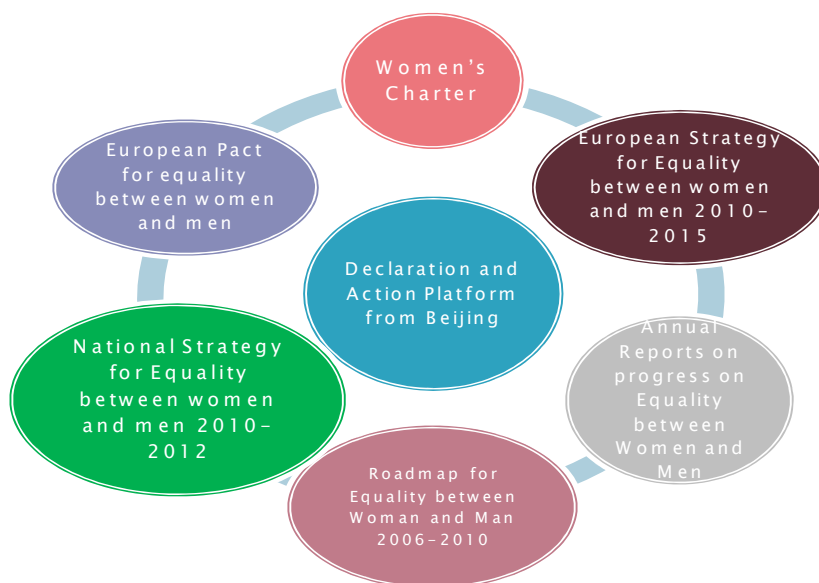 Women's
Charter
European Strategy
for Equality
between women
and men 2010–
2015
Annual
Reports on
progress on
Equality
between
Women and
Men
Roadmap for
Equality between
Woman and Man
2006–2010
National Strategy
for Equality
between women
and men 2010–
2012
European Pact
for equality
between women
and men
Declaration and
Action Platform
from Beijing